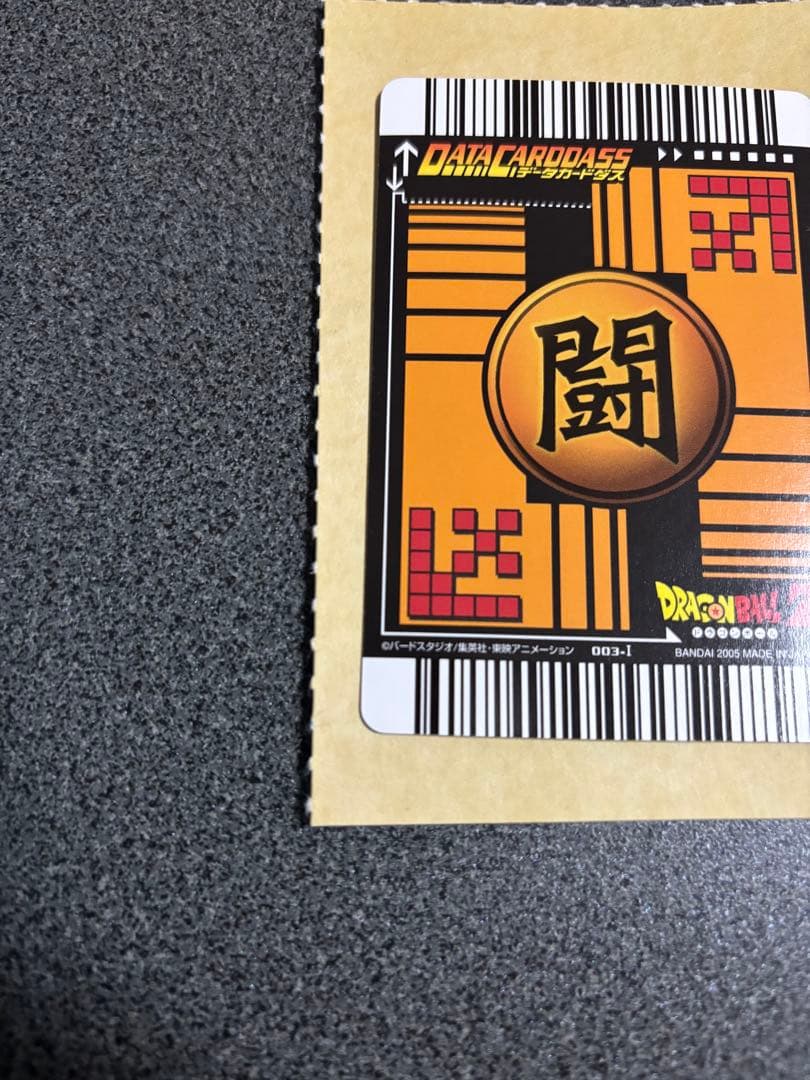 DATACARDDASS
データカードダス
闘
DRAGON BALL Z
ドラゴンボール
©バードスタジオ/集英社・東映アニメーション 003-I BANDAI 2005 MADE IN JA